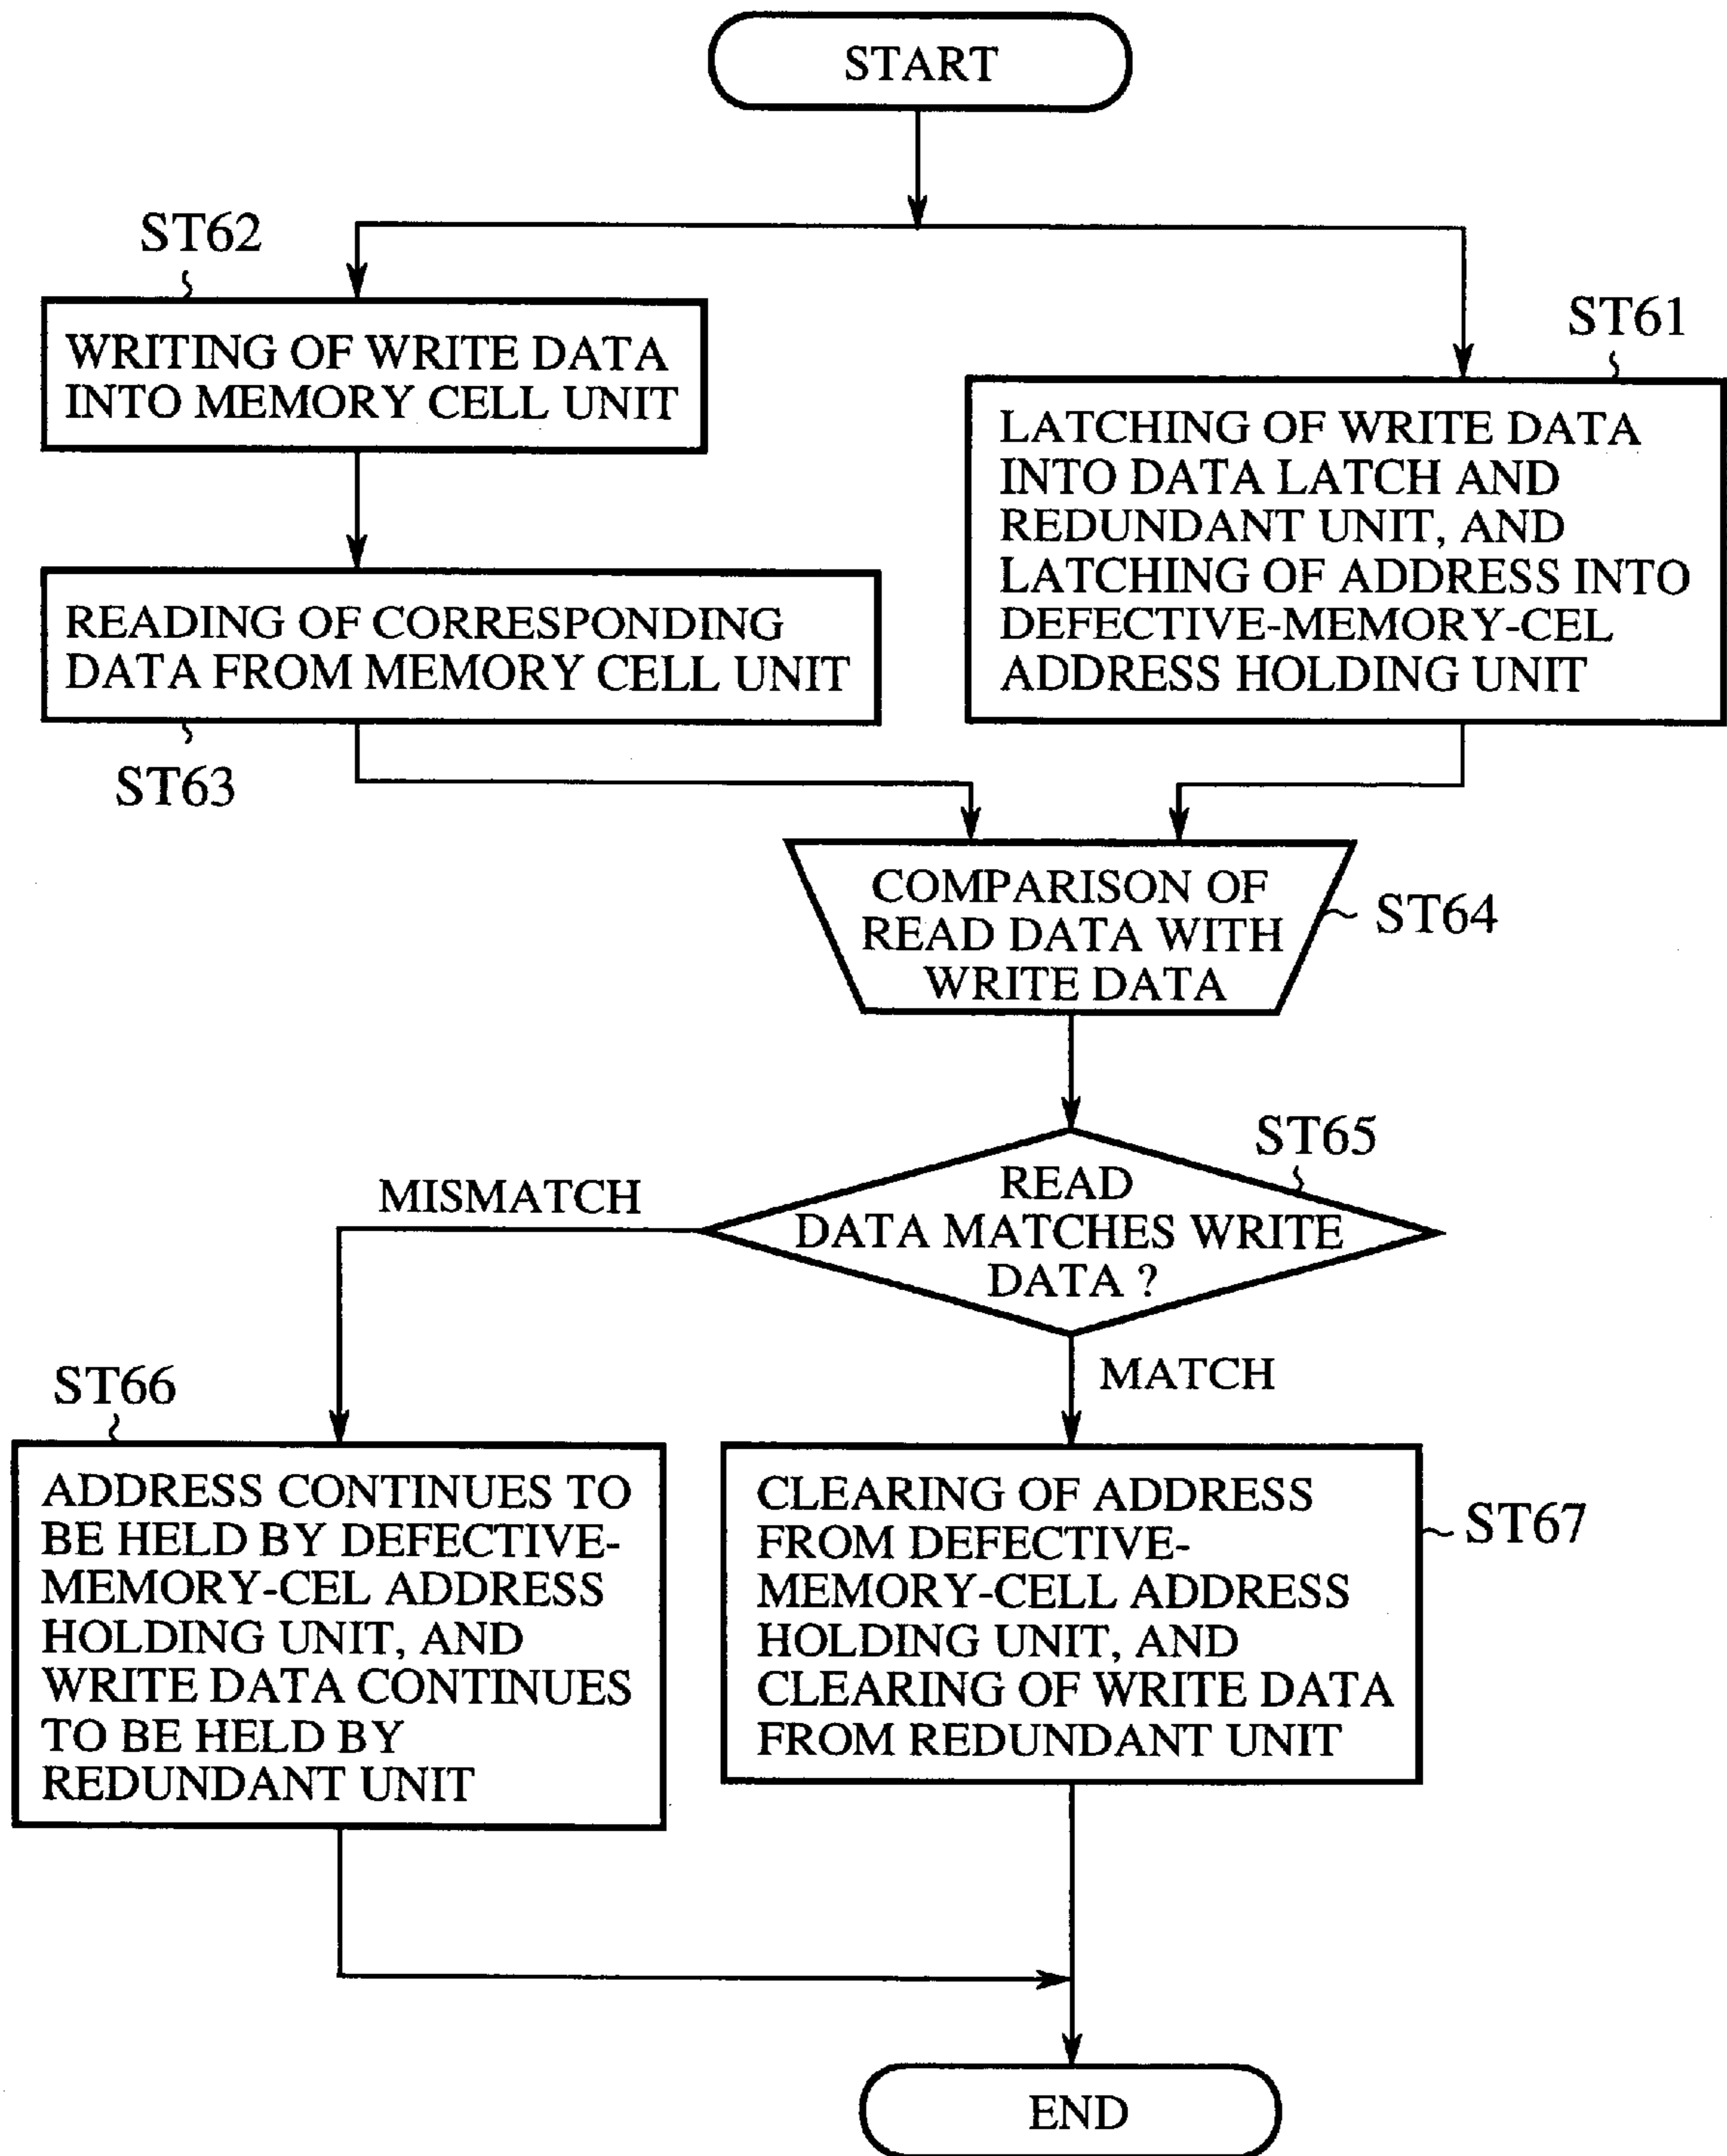 START
ST62
WRITING OF WRITE DATA
INTO MEMORY CELL UNIT
ST61
LATCHING OF WRITE DATA
INTO DATA LATCH AND
REDUNDANT UNIT, AND
LATCHING OF ADDRESS INTO
DEFECTIVE-MEMORY-CEL
ADDRESS HOLDING UNIT
READING OF CORRESPONDING
DATA FROM MEMORY CELL UNIT
ST63
COMPARISON OF
READ DATA WITH
WRITE DATA
ST64
ST65
READ
DATA MATCHES WRITE
DATA ?
MISMATCH
MATCH
ST66
ADDRESS CONTINUES TO
BE HELD BY DEFECTIVE-
MEMORY-CEL ADDRESS
HOLDING UNIT, AND
WRITE DATA CONTINUES
TO BE HELD BY
REDUNDANT UNIT
CLEARING OF ADDRESS
FROM DEFECTIVE-
MEMORY-CELL ADDRESS
HOLDING UNIT, AND
CLEARING OF WRITE DATA
FROM REDUNDANT UNIT
ST67
END